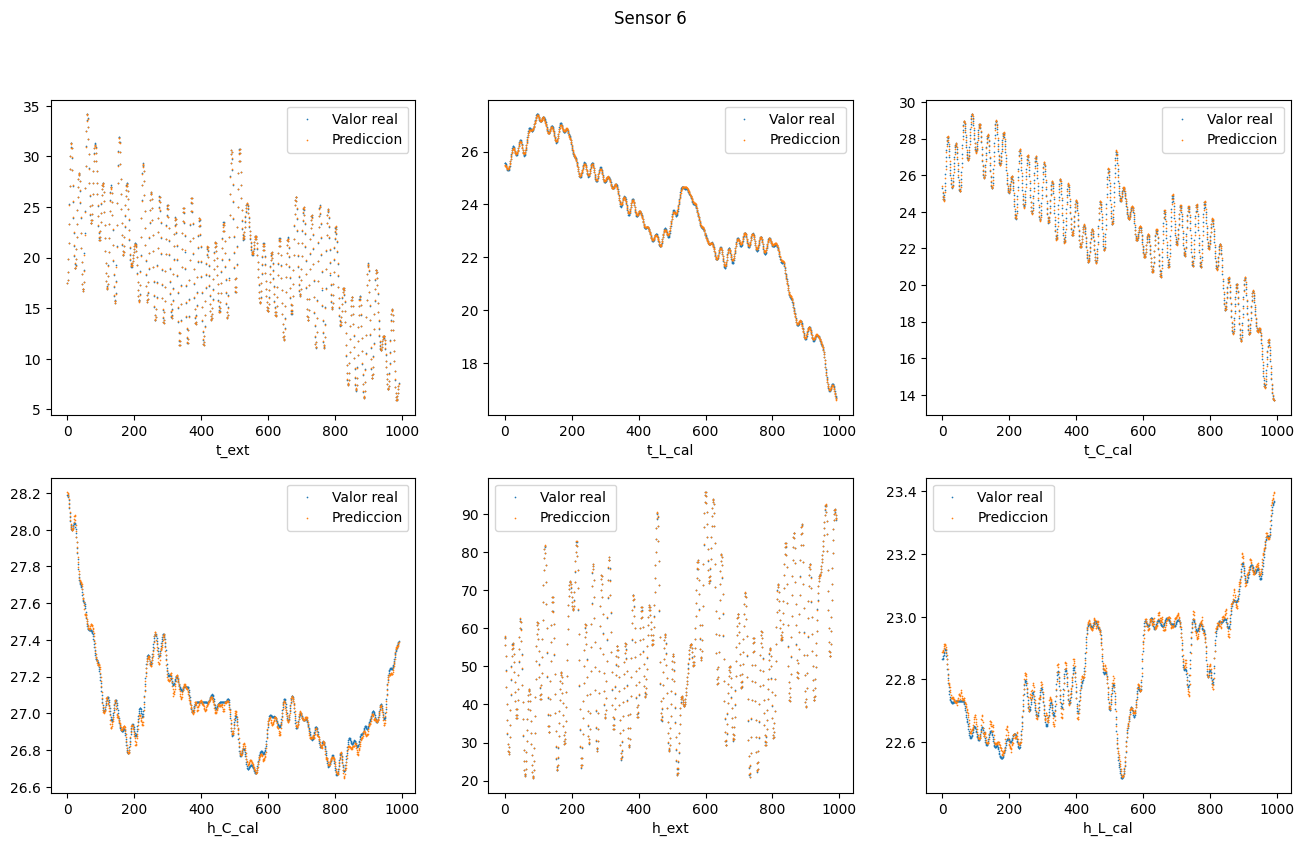 Sensor 6
35
30
25
20
15
10
5
Valor real
Prediccion
0 200 400 600 800 1000
t_ext
26
24
22
20
18
Valor real
Prediccion
0 200 400 600 800 1000
t_L_cal
30
28
26
24
22
20
18
16
14
Valor real
Prediccion
0 200 400 600 800 1000
t_C_cal
28.2
28.0
27.8
27.6
27.4
27.2
27.0
26.8
26.6
Valor real
Prediccion
0 200 400 600 800 1000
h_C_cal
90
80
70
60
50
40
30
20
Valor real
Prediccion
0 200 400 600 800 1000
h_ext
23.4
23.2
23.0
22.8
22.6
Valor real
Prediccion
0 200 400 600 800 1000
h_L_cal